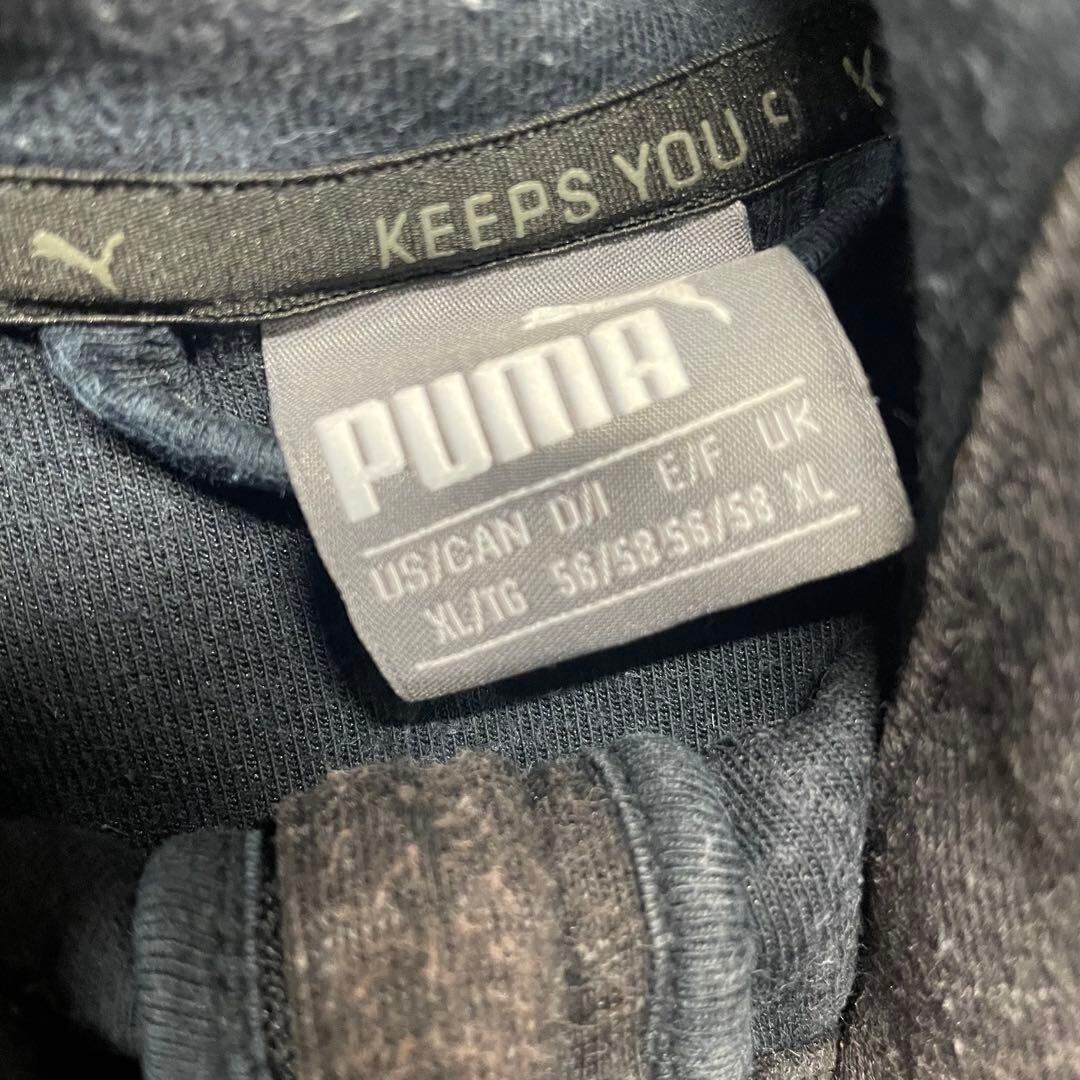 KEEPS YOU
PUMA
US/CAN D/I E/F UK
XL/TG 56/58 56/58 XL